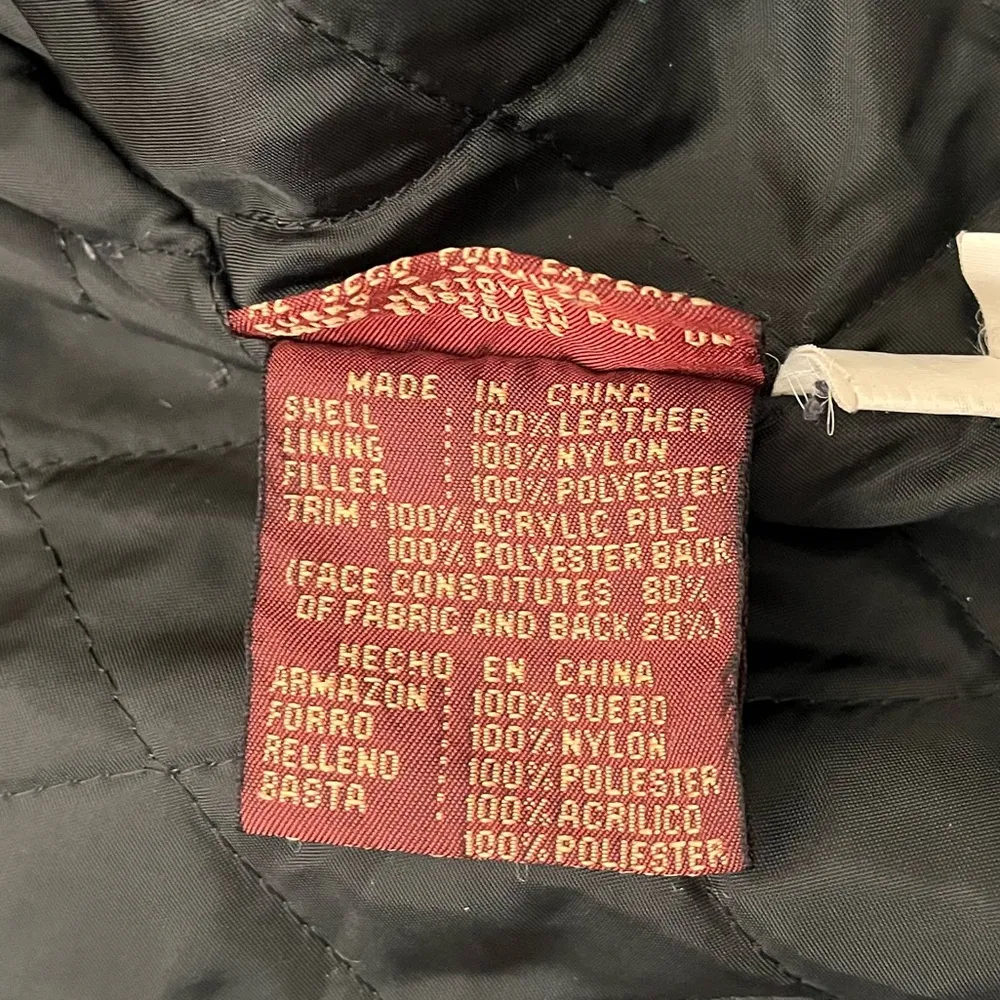 PAR UN
MADE IN CHINA
SHELL : 100% LEATHER
LINING : 100% NYLON
FILLER : 100% POLYESTER
TRIM : 100% ACRYLIC PILE
100% POLYESTER BACK
(FACE CONSTITUTES 80%
OF FABRIC AND BACK 20%)
HECHO EN CHINA
ARMAZON : 100% CUERO
FORRO : 100% NYLON
RELLENO : 100% POLIESTER
BASTA : 100% ACRILICO
100% POLIESTER